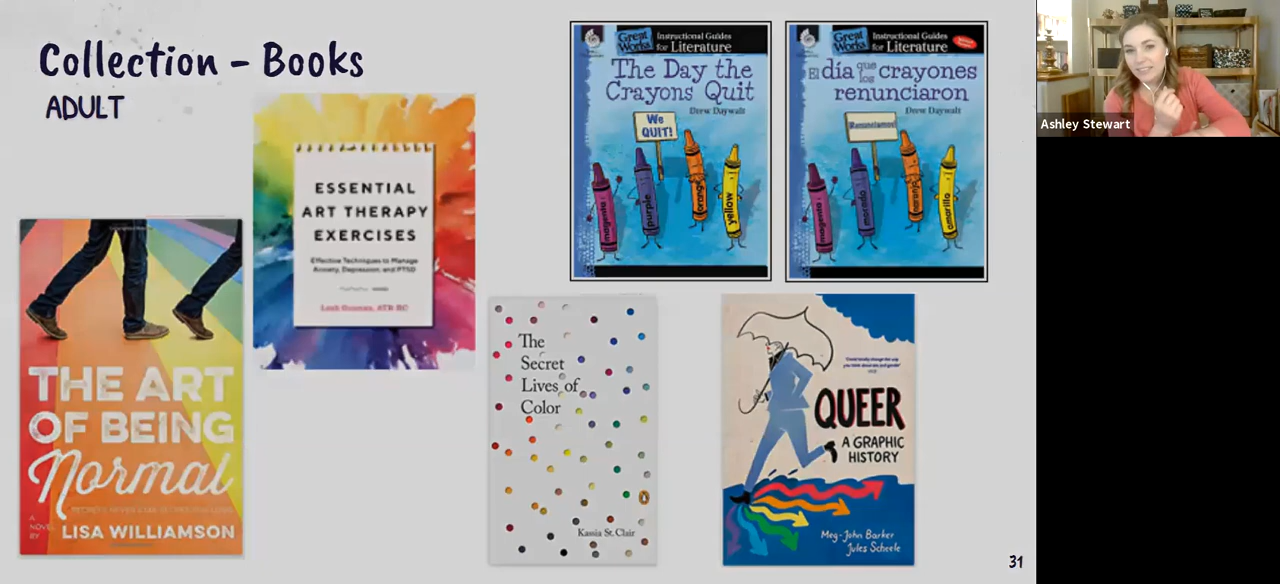 Collection - Books
ADULT
THE ART
OF BEING
Normal
A
NOVEL
BY
LISA WILLIAMSON
ESSENTIAL
ART THERAPY
EXERCISES
Effective Techniques to Manage
Anxiety, Depression, and PTSD
Leah Guzman, ATR-BC
Great
Works
Instructional Guides
for Literature
The Day the
Crayons Quit
Drew Daywalt
We
QUIT!
magenta
purple
orange
yellow
Great
Works
Instructional Guides
for Literature
El día que los crayones
renunciaron
Drew Daywalt
Renunciamos!
magenta
morado
naranja
amarillo
The
Secret
Lives of
Color
Kassia St. Clair
QUEER
A GRAPHIC
HISTORY
Meg-John Barker
Jules Scheele
31
Ashley Stewart